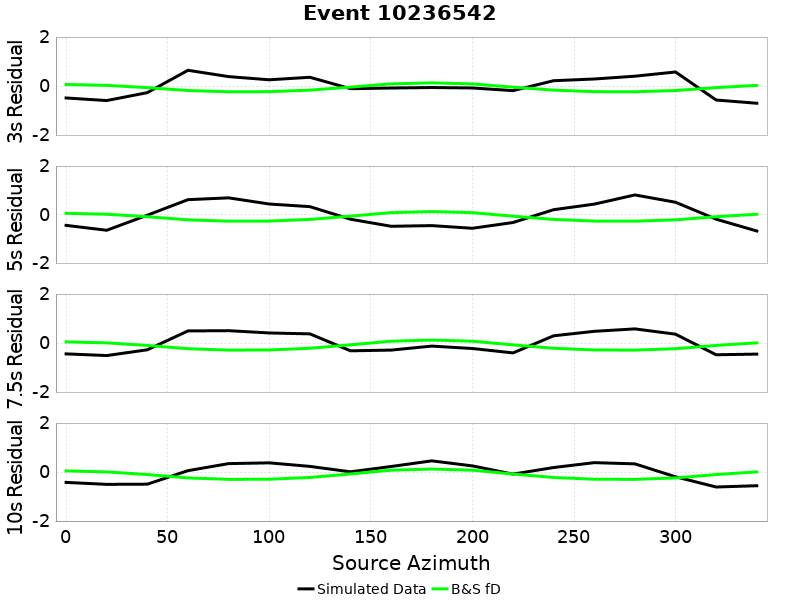 Event 10236542
3s Residual
2
0
-2
5s Residual
2
0
-2
7.5s Residual
2
0
-2
10s Residual
2
0
-2
0 50 100 150 200 250 300
Source Azimuth
Simulated Data B&S fD